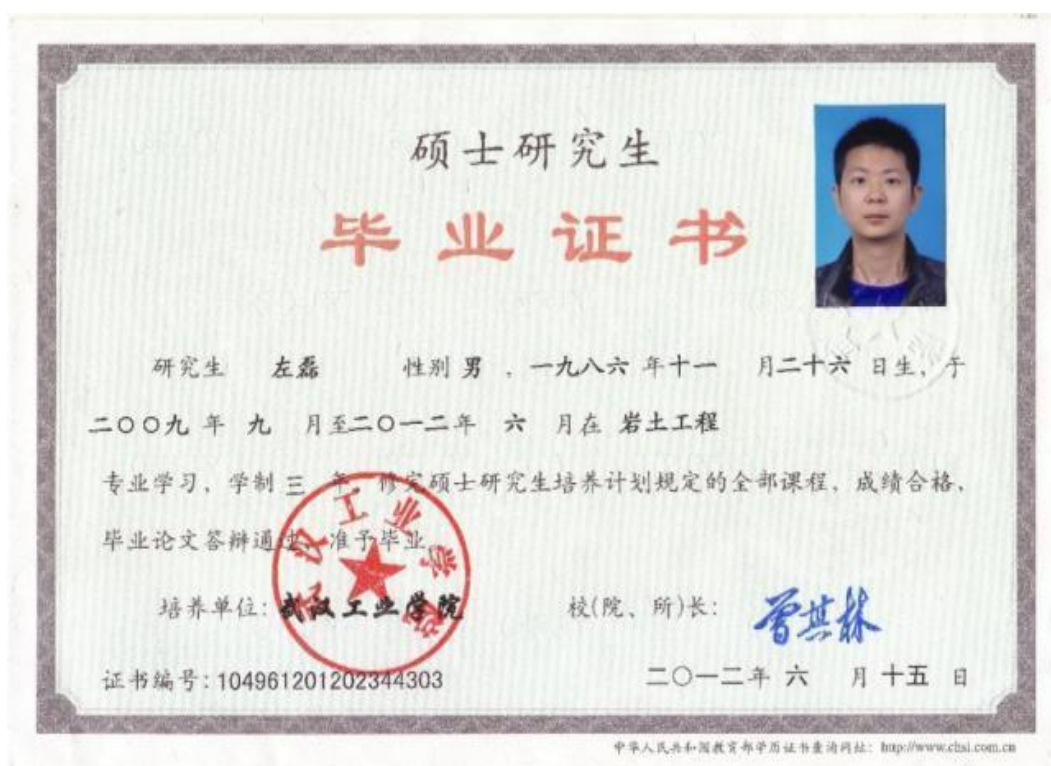 硕士研究生
毕业证书
研究生 左磊 性别 男 ，一九八六 年十一 月二十六 日生，于
二〇〇九 年 九 月至二〇一二年 六 月在 岩土工程
专业学习，学制 三 年，修完硕士研究生培养计划规定的全部课程，成绩合格，
毕业论文答辩通过，准予毕业。
武汉工业学院
培养单位：武汉工业学院 校(院、所)长：曾其林
证书编号：104961201202344303 二〇一二年 六 月 十五 日
中华人民共和国教育部学历证书查询网址：http://www.chsi.com.cn